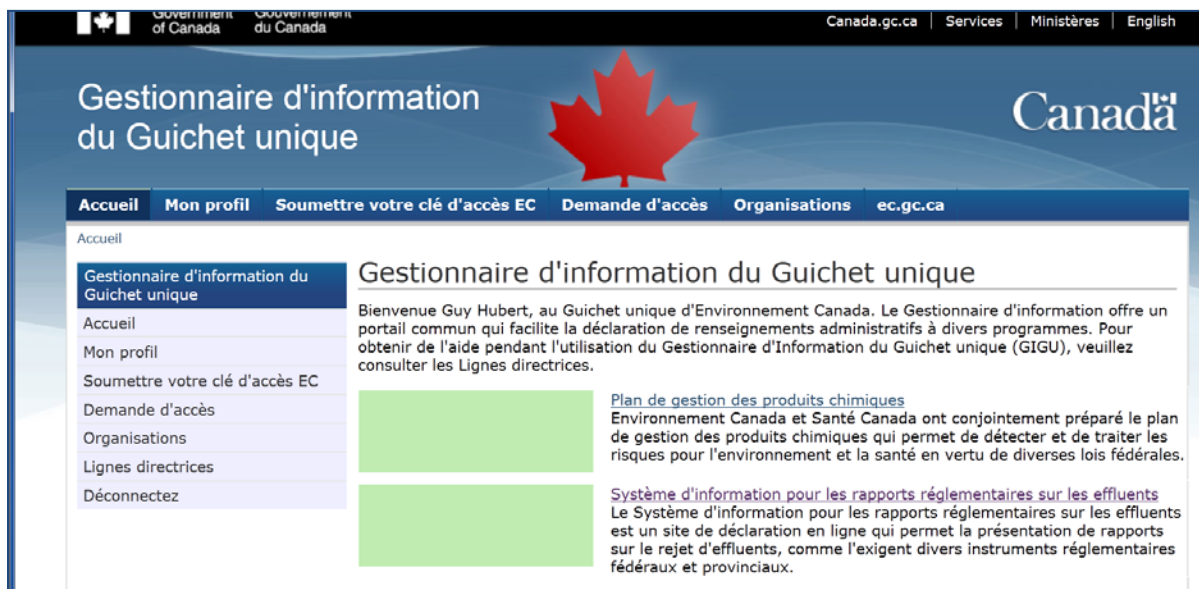 Government Gouvernement
of Canada du Canada
Canada.gc.ca | Services | Ministères | English
Gestionnaire d'information
du Guichet unique
Canada
Accueil Mon profil Soumettre votre clé d'accès EC Demande d'accès Organisations ec.gc.ca
Accueil
Gestionnaire d'information du
Guichet unique
Accueil
Mon profil
Soumettre votre clé d'accès EC
Demande d'accès
Organisations
Lignes directrices
Déconnectez
Gestionnaire d'information du Guichet unique
Bienvenue Guy Hubert, au Guichet unique d'Environnement Canada. Le Gestionnaire d'information offre un
portail commun qui facilite la déclaration de renseignements administratifs à divers programmes. Pour
obtenir de l'aide pendant l'utilisation du Gestionnaire d'Information du Guichet unique (GIGU), veuillez
consulter les Lignes directrices.
Plan de gestion des produits chimiques
Environnement Canada et Santé Canada ont conjointement préparé le plan
de gestion des produits chimiques qui permet de détecter et de traiter les
risques pour l'environnement et la santé en vertu de diverses lois fédérales.
Système d'information pour les rapports réglementaires sur les effluents
Le Système d'information pour les rapports réglementaires sur les effluents
est un site de déclaration en ligne qui permet la présentation de rapports
sur le rejet d'effluents, comme l'exigent divers instruments réglementaires
fédéraux et provinciaux.